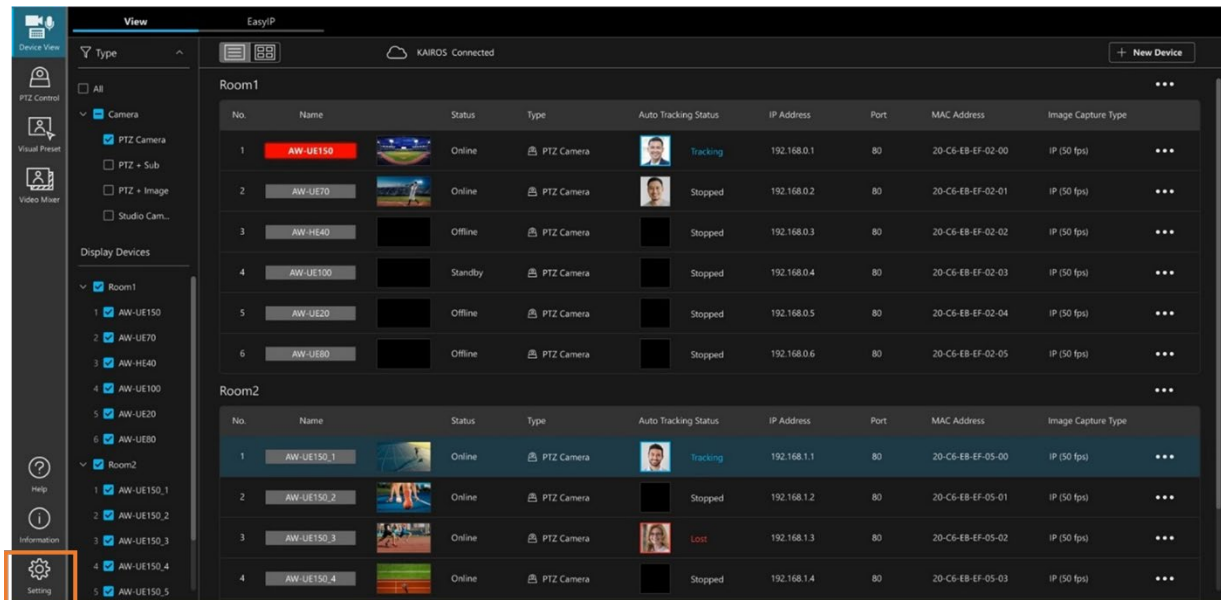 View
EasyIP
Device View
PTZ Control
Visual Preset
Video Mixer
Help
Information
Setting
Type
All
Camera
PTZ Camera
PTZ + Sub
PTZ + Image
Studio Cam...
Display Devices
Room1
1 AW-UE150
2 AW-UE70
3 AW-HE40
4 AW-UE100
5 AW-UE20
6 AW-UE80
Room2
1 AW-UE150_1
2 AW-UE150_2
3 AW-UE150_3
4 AW-UE150_4
5 AW-UE150_5
KAIROS Connected
+ New Device
Room1
No. Name Status Type Auto Tracking Status IP Address Port MAC Address Image Capture Type
1 AW-UE150 Online PTZ Camera Tracking 192.168.0.1 80 20-C6-EB-EF-02-00 IP (50 fps)
2 AW-UE70 Online PTZ Camera Stopped 192.168.0.2 80 20-C6-EB-EF-02-01 IP (50 fps)
3 AW-HE40 Offline PTZ Camera Stopped 192.168.0.3 80 20-C6-EB-EF-02-02 IP (50 fps)
4 AW-UE100 Standby PTZ Camera Stopped 192.168.0.4 80 20-C6-EB-EF-02-03 IP (50 fps)
5 AW-UE20 Offline PTZ Camera Stopped 192.168.0.5 80 20-C6-EB-EF-02-04 IP (50 fps)
6 AW-UE80 Offline PTZ Camera Stopped 192.168.0.6 80 20-C6-EB-EF-02-05 IP (50 fps)
Room2
No. Name Status Type Auto Tracking Status IP Address Port MAC Address Image Capture Type
1 AW-UE150_1 Online PTZ Camera Tracking 192.168.1.1 80 20-C6-EB-EF-05-00 IP (50 fps)
2 AW-UE150_2 Online PTZ Camera Stopped 192.168.1.2 80 20-C6-EB-EF-05-01 IP (50 fps)
3 AW-UE150_3 Online PTZ Camera Lost 192.168.1.3 80 20-C6-EB-EF-05-02 IP (50 fps)
4 AW-UE150_4 Online PTZ Camera Stopped 192.168.1.4 80 20-C6-EB-EF-05-03 IP (50 fps)